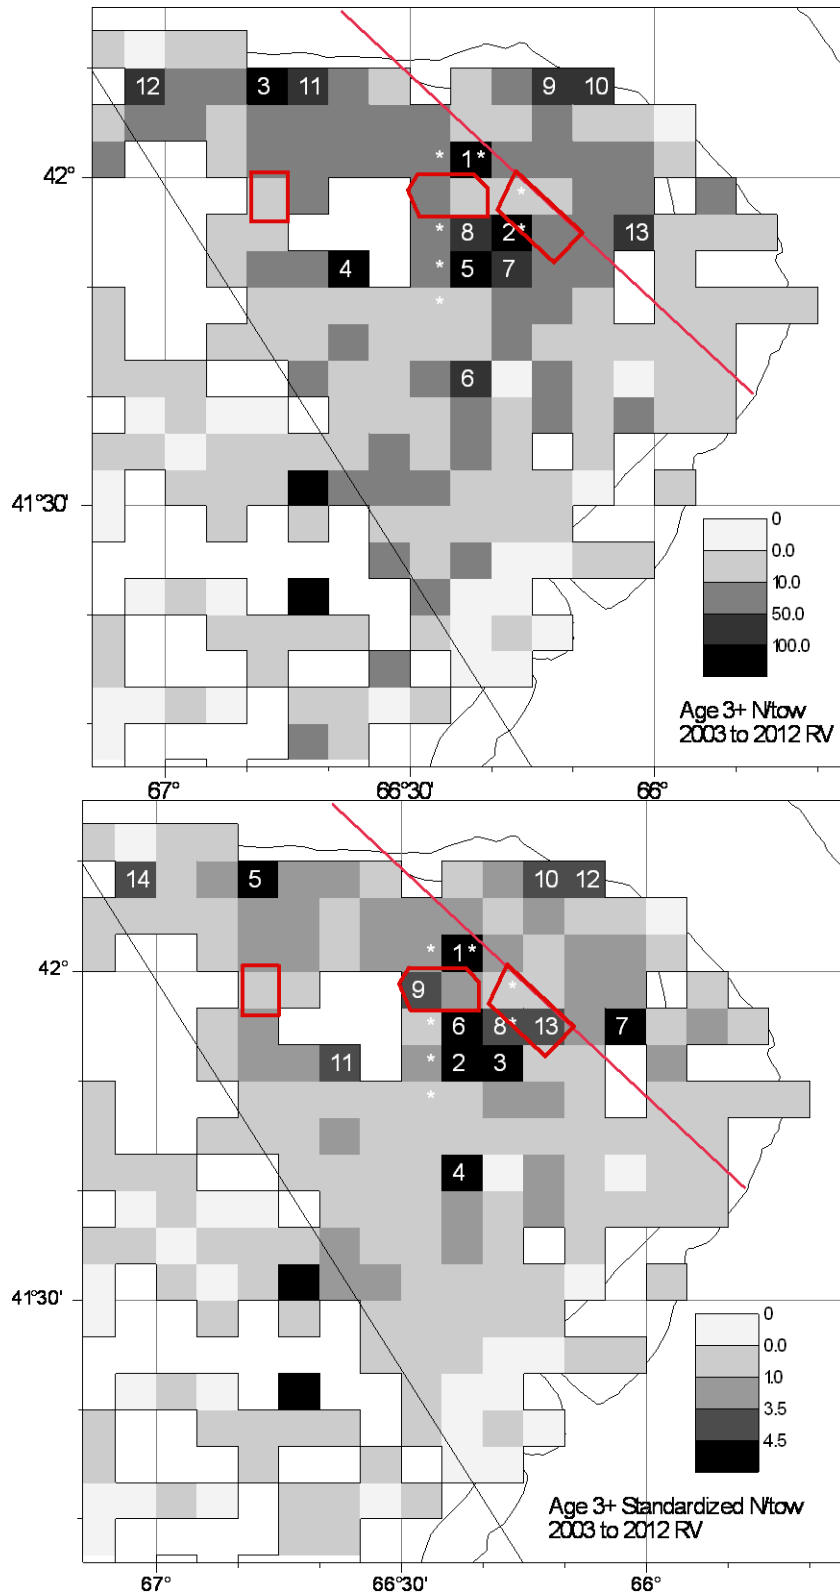 12 3 11 9 10
* 1*
42°
*
* 8 2* 13
4 * 5 7
*
6
41°30'
0
0.0
10.0
50.0
100.0
Age 3+ N/tow
2003 to 2012 RV
67° 66°30' 66°
14 5 10 12
* 1*
42°
9 *
* 6 8* 13 7
11 * 2 3
*
4
41°30'
0
0.0
1.0
3.5
4.5
Age 3+ Standardized N/tow
2003 to 2012 RV
67° 66°30' 66°